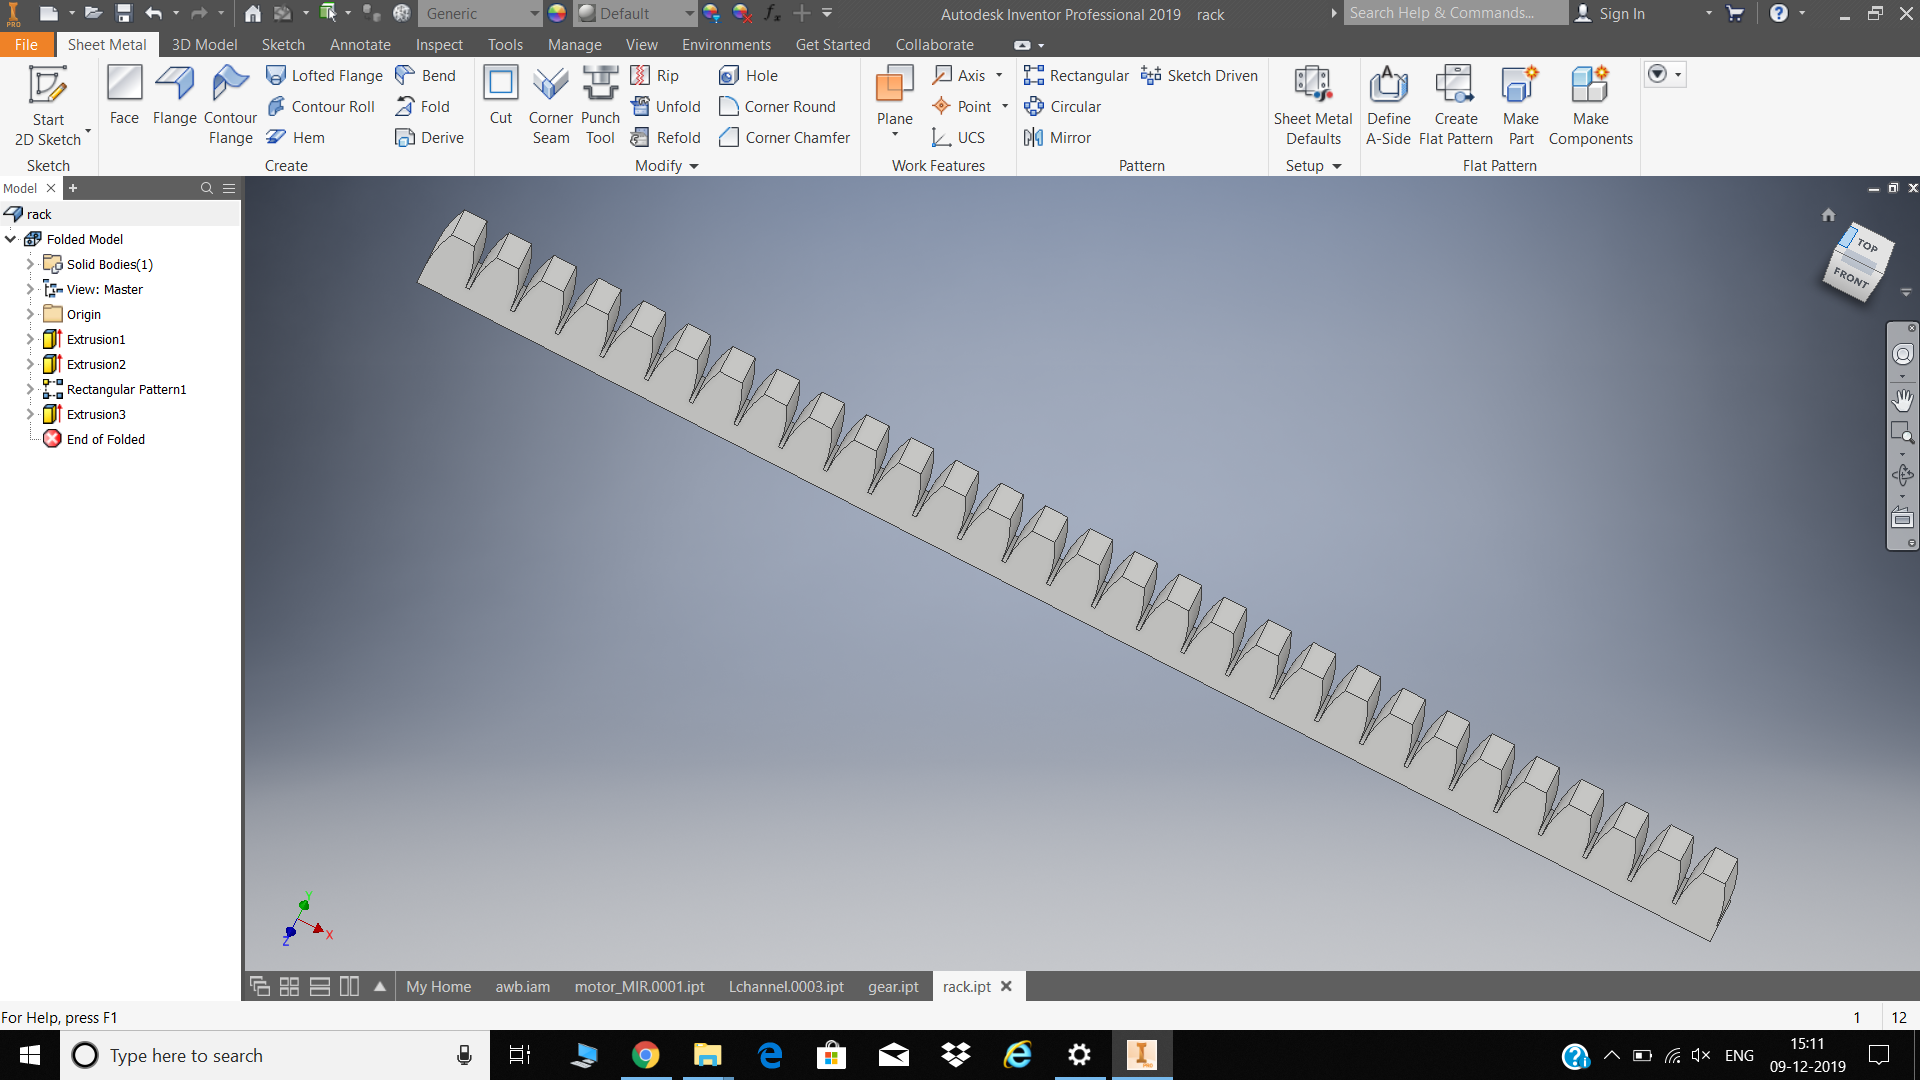 Generic
Default
Autodesk Inventor Professional 2019 rack
Search Help & Commands...
Sign In
File Sheet Metal 3D Model Sketch Annotate Inspect Tools Manage View Environments Get Started Collaborate
Start
2D Sketch
Face
Flange
Contour
Flange
Lofted Flange
Contour Roll
Hem
Bend
Fold
Derive
Cut
Corner
Seam
Punch
Tool
Rip
Unfold
Refold
Hole
Corner Round
Corner Chamfer
Plane
Axis
Point
UCS
Rectangular
Circular
Mirror
Sketch Driven
Sheet Metal
Defaults
Define
A-Side
Create
Flat Pattern
Make
Part
Make
Components
Sketch Create Modify Work Features Pattern Setup Flat Pattern
Model
rack
Folded Model
Solid Bodies(1)
View: Master
Origin
Extrusion1
Extrusion2
Rectangular Pattern1
Extrusion3
End of Folded
TOP
FRONT
Y
X
Z
My Home awb.iam motor_MIR.0001.ipt Lchannel.0003.ipt gear.ipt rack.ipt
For Help, press F1
1 12
Type here to search
ENG
15:11
09-12-2019